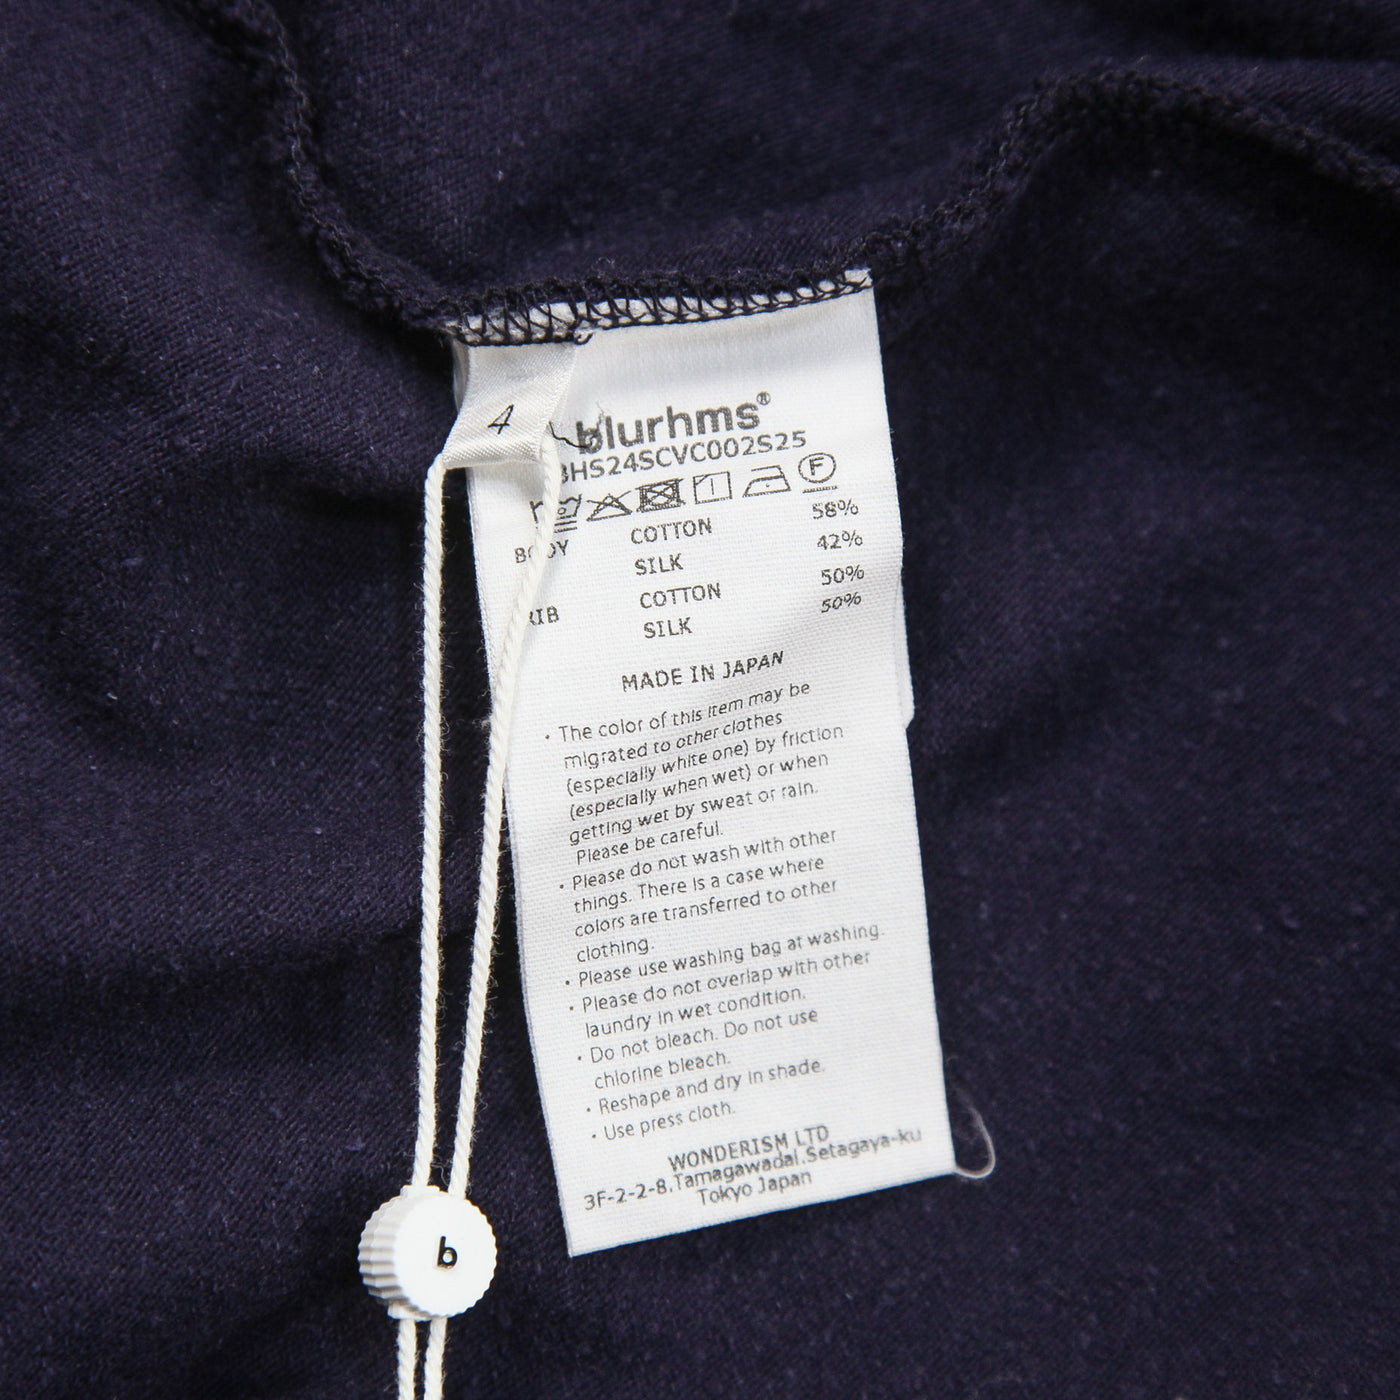 4
blurhms®
BHS24SCVC002S25
F
BODY COTTON 58%
SILK 42%
RIB COTTON 50%
SILK 50%
MADE IN JAPAN
・The color of this item may be
migrated to other clothes
(especially white one) by friction
(especially when wet) or when
getting wet by sweat or rain.
Please be careful.
・Please do not wash with other
things. There is a case where
colors are transferred to other
clothing.
・Please use washing bag at washing.
・Please do not overlap with other
laundry in wet condition.
・Do not bleach. Do not use
chlorine bleach.
・Reshape and dry in shade.
・Use press cloth.
WONDERISM LTD
3F-2-2-8.Tamagawadai.Setagaya-ku
Tokyo Japan
b